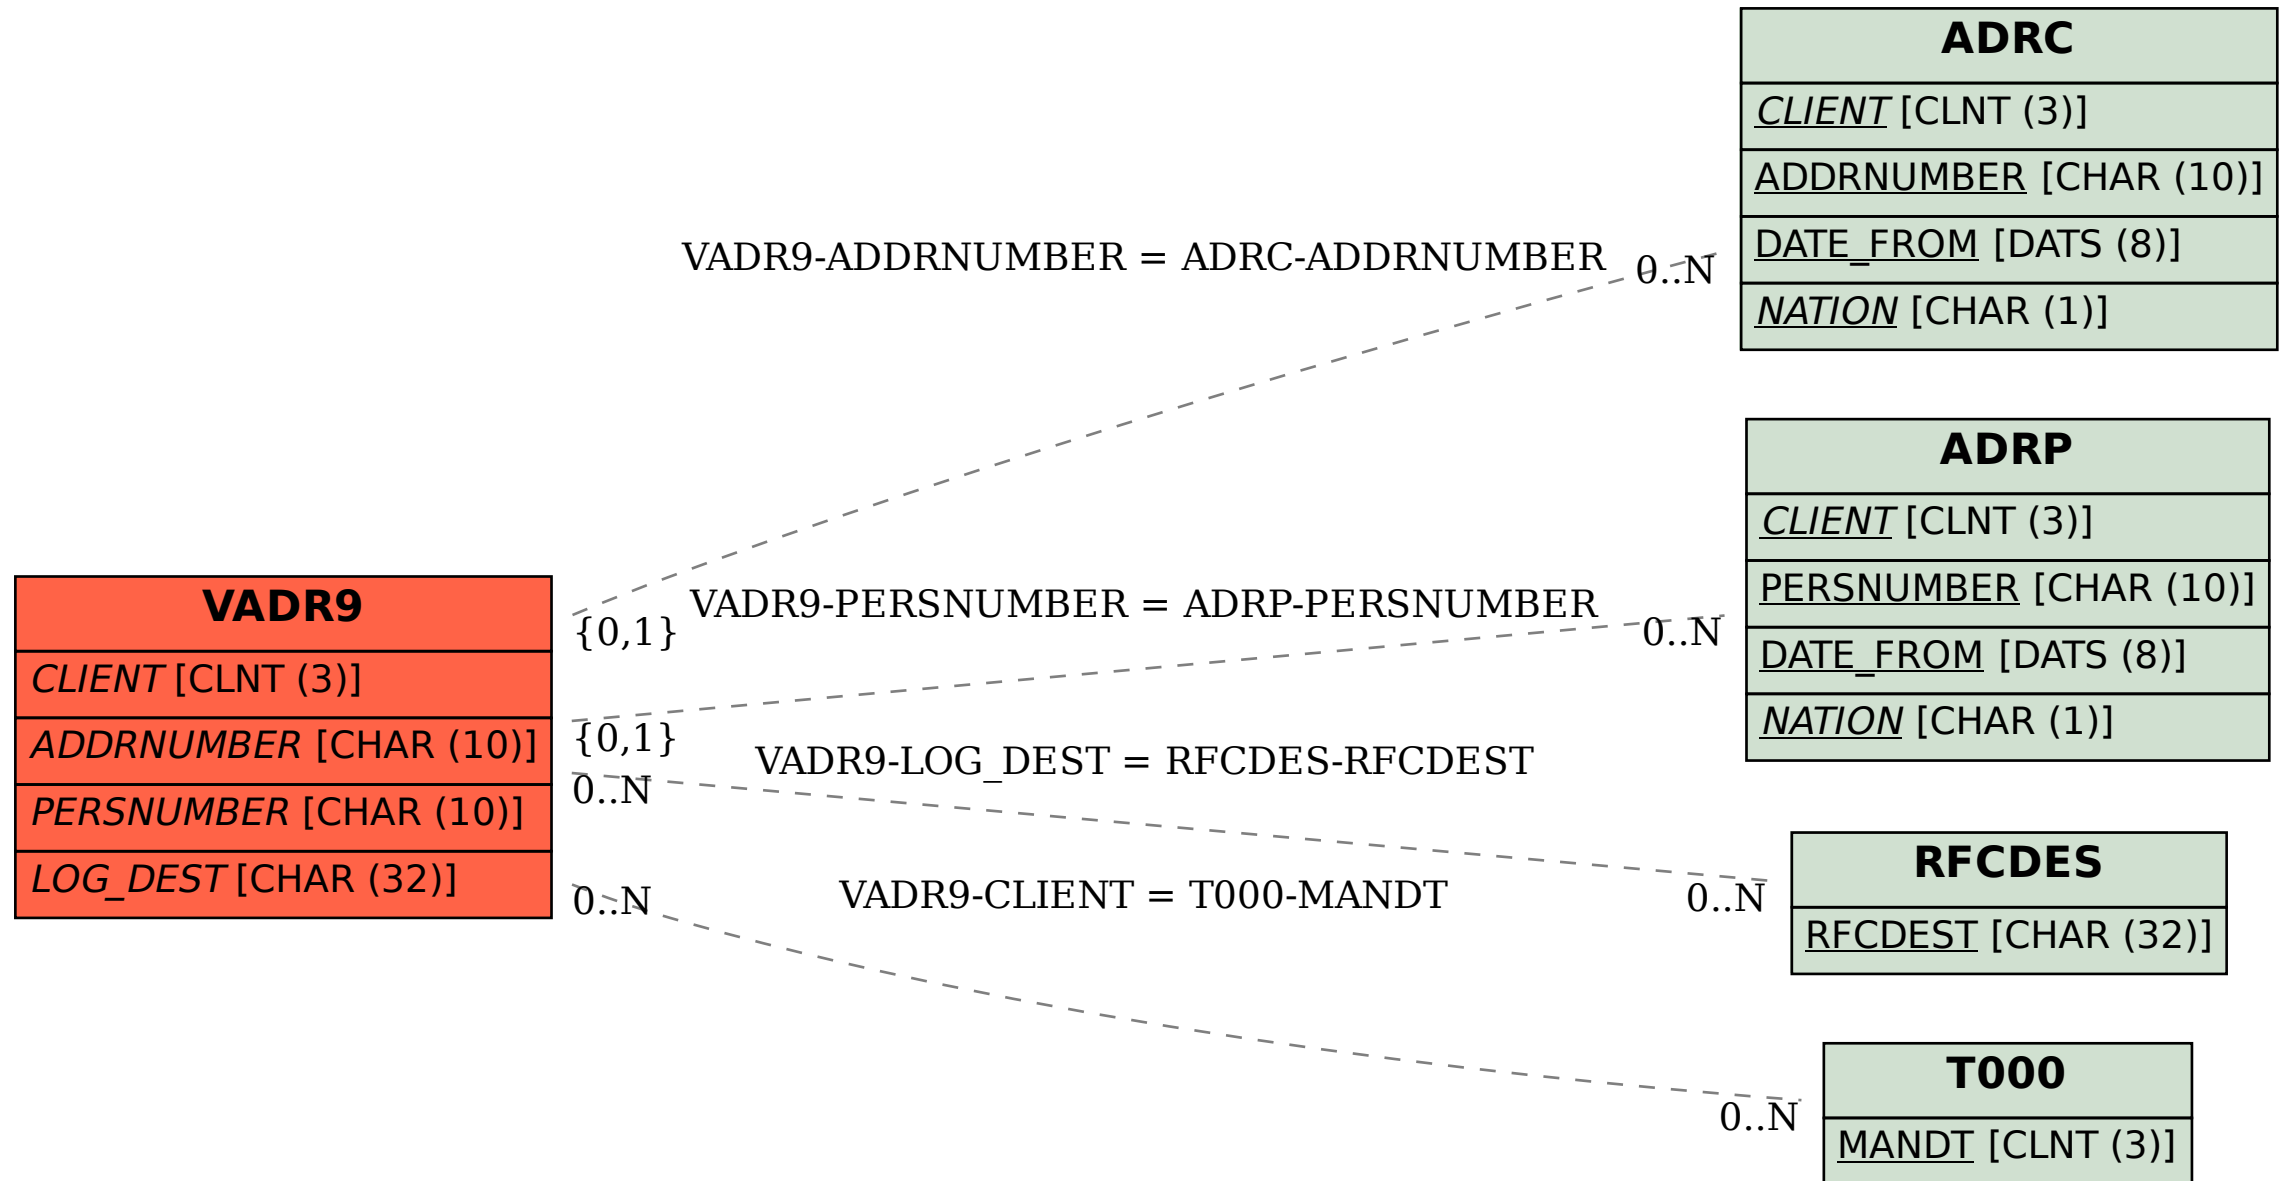 ADRC
CLIENT [CLNT (3)]
ADDRNUMBER [CHAR (10)]
DATE_FROM [DATS (8)]
NATION [CHAR (1)]
VADR9-ADDRNUMBER = ADRC-ADDRNUMBER
0..N
{0,1}
ADRP
CLIENT [CLNT (3)]
PERSNUMBER [CHAR (10)]
DATE_FROM [DATS (8)]
NATION [CHAR (1)]
VADR9-PERSNUMBER = ADRP-PERSNUMBER
0..N
{0,1}
VADR9
CLIENT [CLNT (3)]
ADDRNUMBER [CHAR (10)]
PERSNUMBER [CHAR (10)]
LOG_DEST [CHAR (32)]
VADR9-LOG_DEST = RFCDES-RFCDEST
0..N
0..N
RFCDES
RFCDEST [CHAR (32)]
VADR9-CLIENT = T000-MANDT
0..N
0..N
T000
MANDT [CLNT (3)]